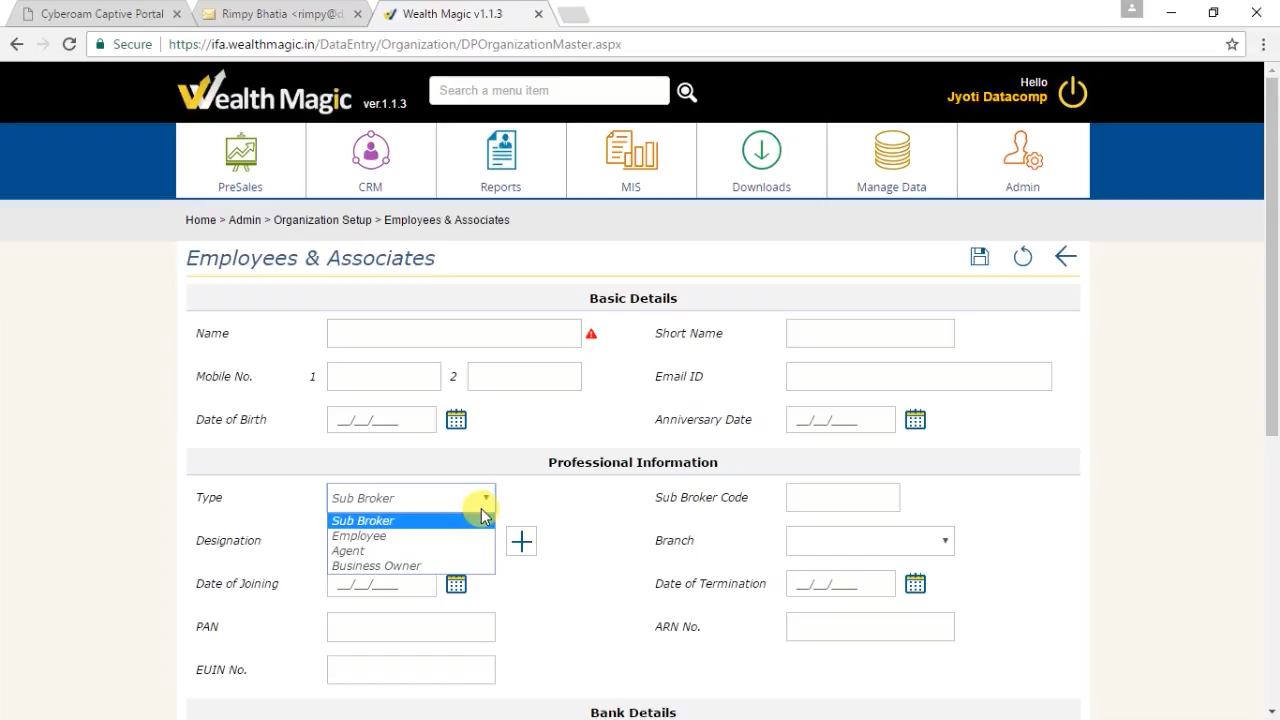 Cyberoam Captive Portal
Rimpy Bhatia <rimpy@d
Wealth Magic v1.1.3
Secure
https://ifa.wealthmagic.in/DataEntry/Organization/DPOrganizationMaster.aspx
Wealth Magic ver.1.1.3
Search a menu item
Hello
Jyoti Datacomp
PreSales
CRM
Reports
MIS
Downloads
Manage Data
Admin
Home > Admin > Organization Setup > Employees & Associates
Employees & Associates
Basic Details
Name
Short Name
Mobile No. 1 2
Email ID
Date of Birth __/__/____
Anniversary Date __/__/____
Professional Information
Type Sub Broker
Sub Broker Code
Sub Broker
Employee
Agent
Business Owner
Designation
Branch
Date of Joining __/__/____
Date of Termination __/__/____
PAN
ARN No.
EUIN No.
Bank Details